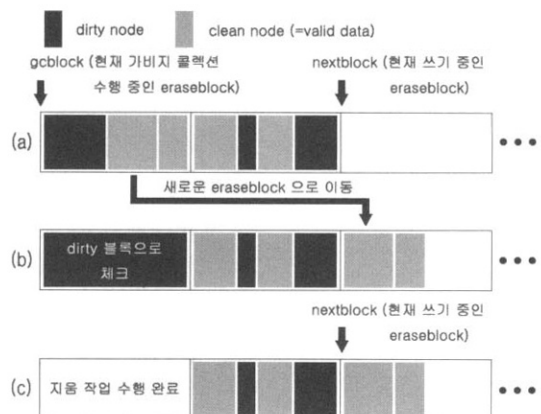 dirty node
clean node (=valid data)
gcblock (현재 가비지 콜렉션
수행 중인 eraseblock)
nextblock (현재 쓰기 중인
eraseblock)
(a)
새로운 eraseblock 으로 이동
(b)
dirty 블록으로
체크
nextblock (현재 쓰기 중인
eraseblock)
(c)
지움 작업 수행 완료